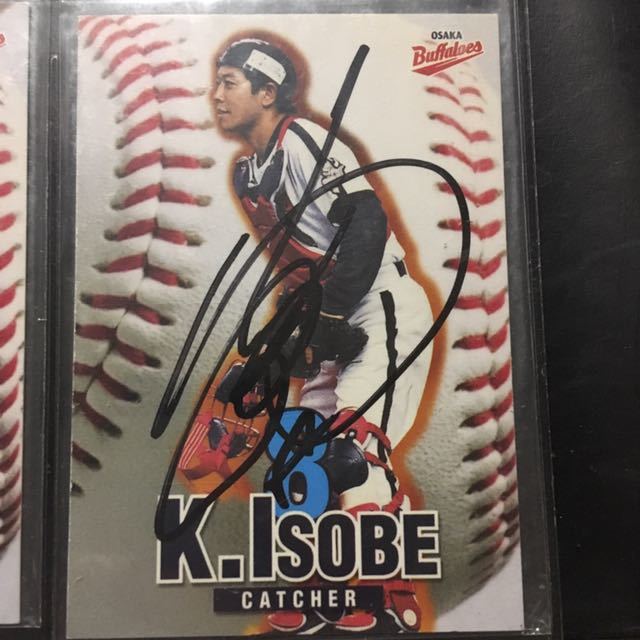 OSAKA
Buffaloes
8
K.ISOBE
CATCHER